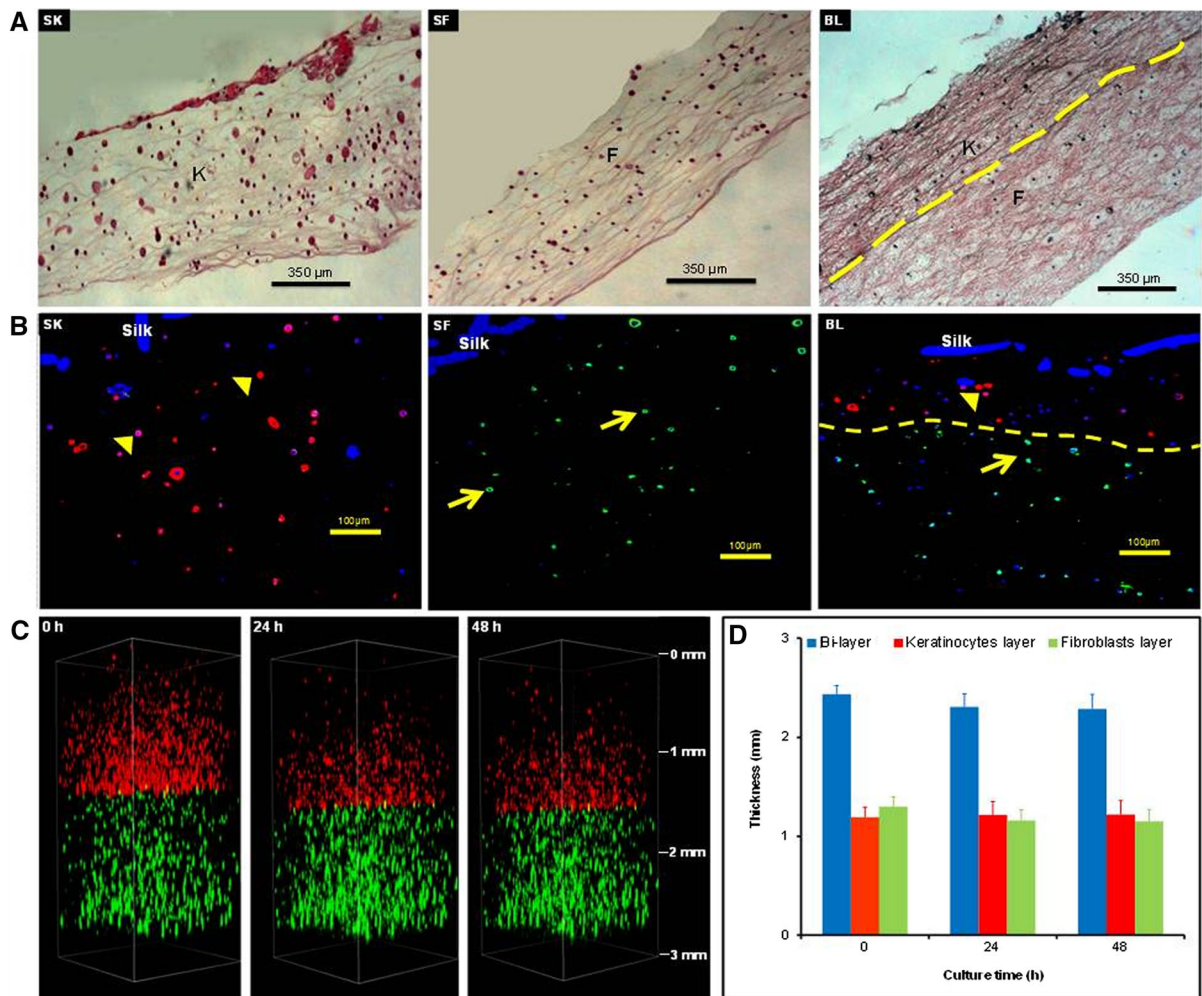 A
SK
K
350 µm
SF
F
350 µm
BL
K
F
350 µm
B
SK
Silk
100µm
SF
Silk
100µm
BL
Silk
100µm
C
0 h
24 h
48 h
0 mm
1 mm
2 mm
3 mm
D
3
2
1
0
Thickness (mm)
Bi-layer
Keratinocytes layer
Fibroblasts layer
0
24
48
Culture time (h)